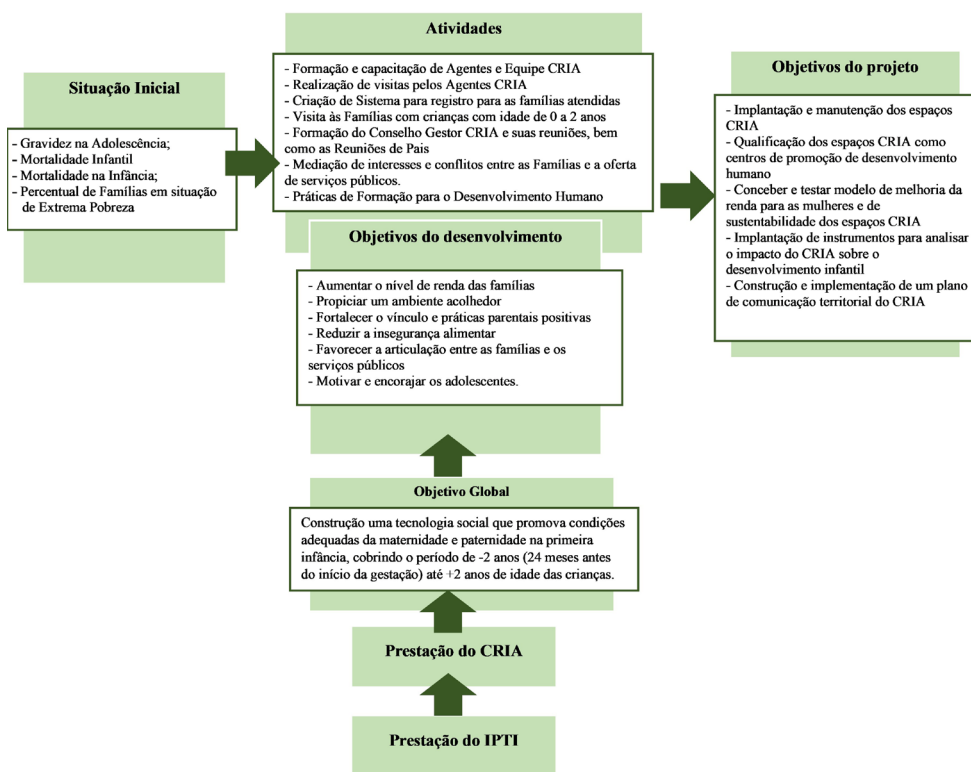 Situação Inicial
- Gravidez na Adolescência;
- Mortalidade Infantil
- Mortalidade na Infância;
- Percentual de Famílias em situação
de Extrema Pobreza
Atividades
- Formação e capacitação de Agentes e Equipe CRIA
- Realização de visitas pelos Agentes CRIA
- Criação de Sistema para registro para as famílias atendidas
- Visita às Famílias com crianças com idade de 0 a 2 anos
- Formação do Conselho Gestor CRIA e suas reuniões, bem
como as Reuniões de Pais
- Mediação de interesses e conflitos entre as Famílias e a oferta
de serviços públicos.
- Práticas de Formação para o Desenvolvimento Humano
Objetivos do projeto
- Implantação e manutenção dos espaços
CRIA
- Qualificação dos espaços CRIA como
centros de promoção de desenvolvimento
humano
- Conceber e testar modelo de melhoria da
renda para as mulheres e de
sustentabilidade dos espaços CRIA
- Implantação de instrumentos para analisar
o impacto do CRIA sobre o
desenvolvimento infantil
- Construção e implementação de um plano
de comunicação territorial do CRIA
Objetivos do desenvolvimento
- Aumentar o nível de renda das famílias
- Propiciar um ambiente acolhedor
- Fortalecer o vínculo e práticas parentais positivas
- Reduzir a insegurança alimentar
- Favorecer a articulação entre as famílias e os
serviços públicos
- Motivar e encorajar os adolescentes.
Objetivo Global
Construção uma tecnologia social que promova condições
adequadas da maternidade e paternidade na primeira
infância, cobrindo o período de -2 anos (24 meses antes
do início da gestação) até +2 anos de idade das crianças.
Prestação do CRIA
Prestação do IPTI